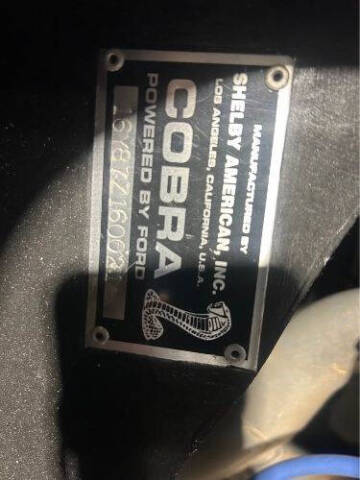 MANUFACTURED BY
SHELBY AMERICAN, INC.
LOS ANGELES, CALIFORNIA, U.S.A.
COBRA
POWERED BY FORD